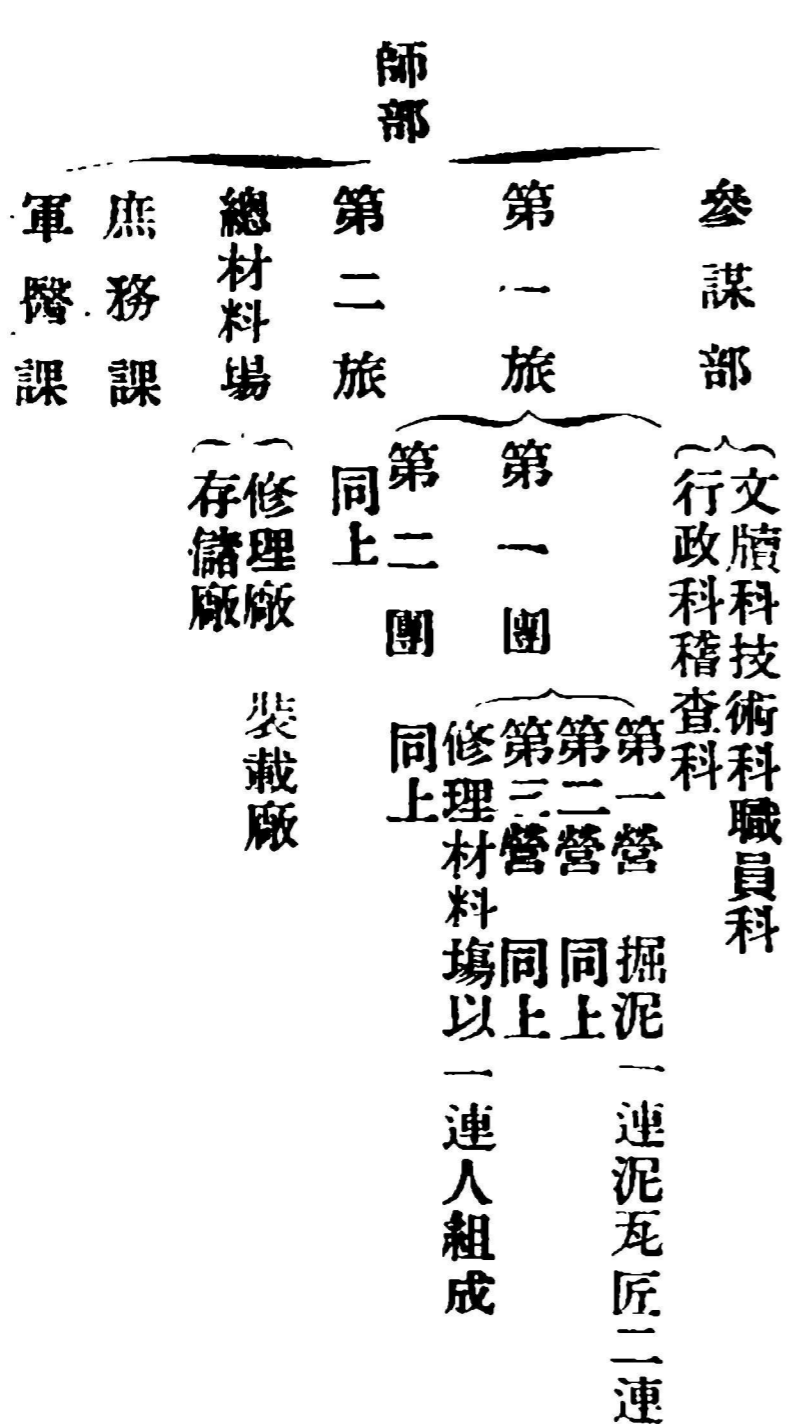 師部
參謀部
文牘科技術科職員科
行政科稽查科
第一旅
第一團
第一營　掘泥一連泥瓦匠二連
第二營　同上
第三營　同上
修理材料塲以一連人組成
第二團　同上
第二旅　同上
總材料場
修理廠　裝載廠
存儲廠
庶務課
軍醫課